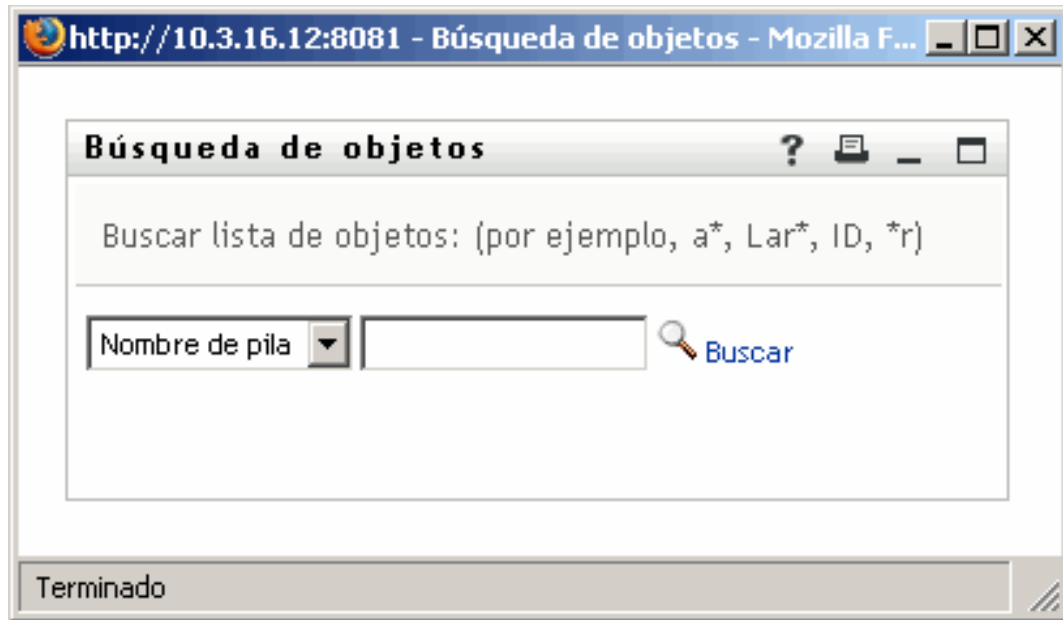 http://10.3.16.12:8081 - Búsqueda de objetos - Mozilla F...
Búsqueda de objetos
Buscar lista de objetos: (por ejemplo, a*, Lar*, ID, *r)
Nombre de pila Buscar
Terminado